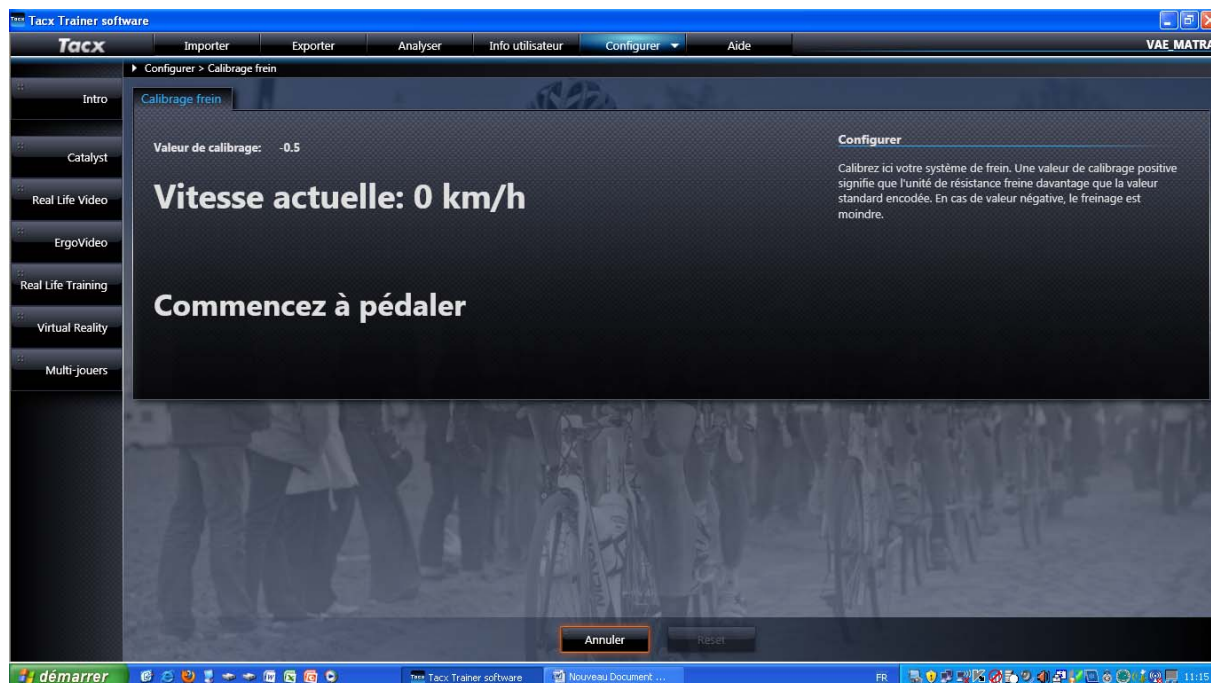 Tacx Trainer software
Tacx
Importer
Exporter
Analyser
Info utilisateur
Configurer
Aide
VAE_MATRA
Configurer > Calibrage frein
Intro
Catalyst
Real Life Video
ErgoVideo
Real Life Training
Virtual Reality
Multi-jouers
Calibrage frein
Valeur de calibrage: -0.5
Vitesse actuelle: 0 km/h
Commencez à pédaler
Configurer
Calibrez ici votre système de frein. Une valeur de calibrage positive
signifie que l'unité de résistance freine davantage que la valeur
standard encodée. En cas de valeur négative, le freinage est
moindre.
Annuler
Reset
démarrer
Tacx Trainer software
Nouveau Document ...
FR
11:15